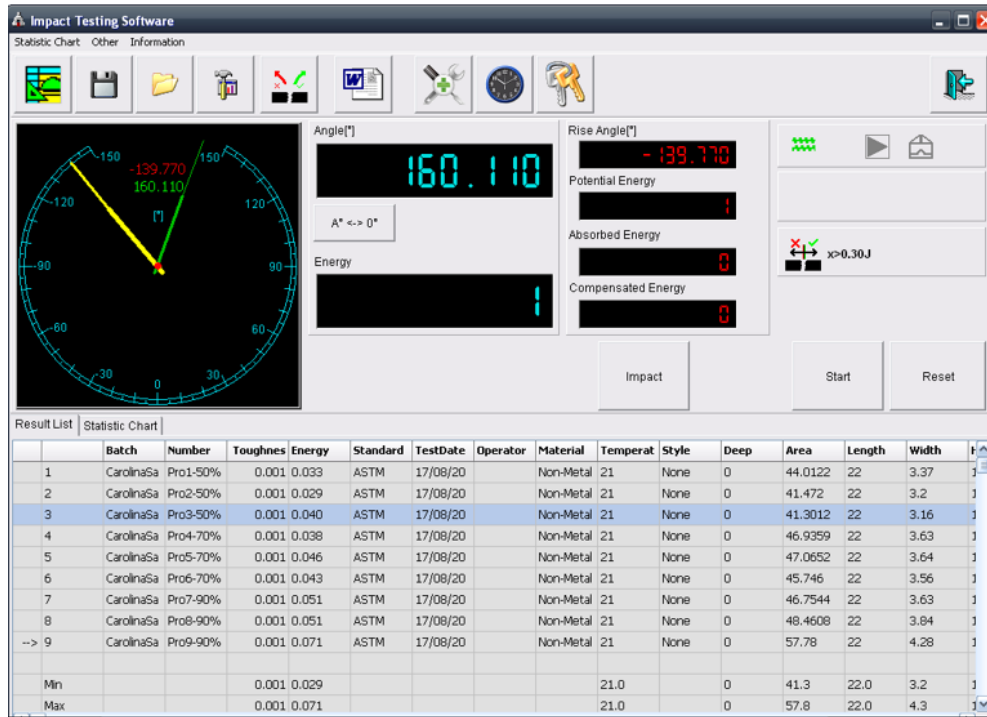 Impact Testing Software
Statistic Chart Other Information
Angle[°]
160.110
A° <-> 0°
Energy
1
Rise Angle[°]
-139.770
Potential Energy
1
Absorbed Energy
0
Compensated Energy
0
x>0.30J
-150 150
-139.770
160.110
[°]
-120 120
-90 90
-60 60
-30 30
0
Impact Start Reset
Result List Statistic Chart
Batch Number Toughnes Energy Standard TestDate Operator Material Temperat Style Deep Area Length Width
1 CarolinaSa Pro1-50% 0.001 0.033 ASTM 17/08/20 Non-Metal 21 None 0 44.0122 22 3.37 1
2 CarolinaSa Pro2-50% 0.001 0.029 ASTM 17/08/20 Non-Metal 21 None 0 41.472 22 3.2 1
3 CarolinaSa Pro3-50% 0.001 0.040 ASTM 17/08/20 Non-Metal 21 None 0 41.3012 22 3.16 1
4 CarolinaSa Pro4-70% 0.001 0.038 ASTM 17/08/20 Non-Metal 21 None 0 46.9359 22 3.63 1
5 CarolinaSa Pro5-70% 0.001 0.046 ASTM 17/08/20 Non-Metal 21 None 0 47.0652 22 3.64 1
6 CarolinaSa Pro6-70% 0.001 0.043 ASTM 17/08/20 Non-Metal 21 None 0 45.746 22 3.56 1
7 CarolinaSa Pro7-90% 0.001 0.051 ASTM 17/08/20 Non-Metal 21 None 0 46.7544 22 3.63 1
8 CarolinaSa Pro8-90% 0.001 0.051 ASTM 17/08/20 Non-Metal 21 None 0 48.4608 22 3.84 1
--> 9 CarolinaSa Pro9-90% 0.001 0.071 ASTM 17/08/20 Non-Metal 21 None 0 57.78 22 4.28 1
Min 0.001 0.029 21.0 0 41.3 22.0 3.2 1
Max 0.001 0.071 21.0 0 57.8 22.0 4.3 1